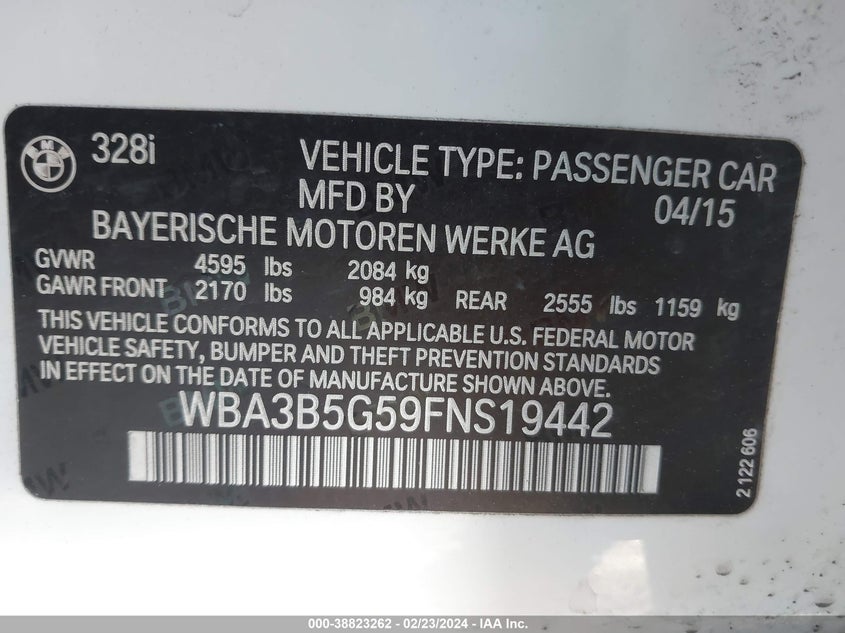 328i
VEHICLE TYPE: PASSENGER CAR
MFD BY 04/15
BAYERISCHE MOTOREN WERKE AG
GVWR 4595 lbs 2084 kg
GAWR FRONT 2170 lbs 984 kg REAR 2555 lbs 1159 kg
THIS VEHICLE CONFORMS TO ALL APPLICABLE U.S. FEDERAL MOTOR
VEHICLE SAFETY, BUMPER AND THEFT PREVENTION STANDARDS
IN EFFECT ON THE DATE OF MANUFACTURE SHOWN ABOVE.
WBA3B5G59FNS19442
2 122 606
000-38823262 - 02/23/2024 - IAA Inc.